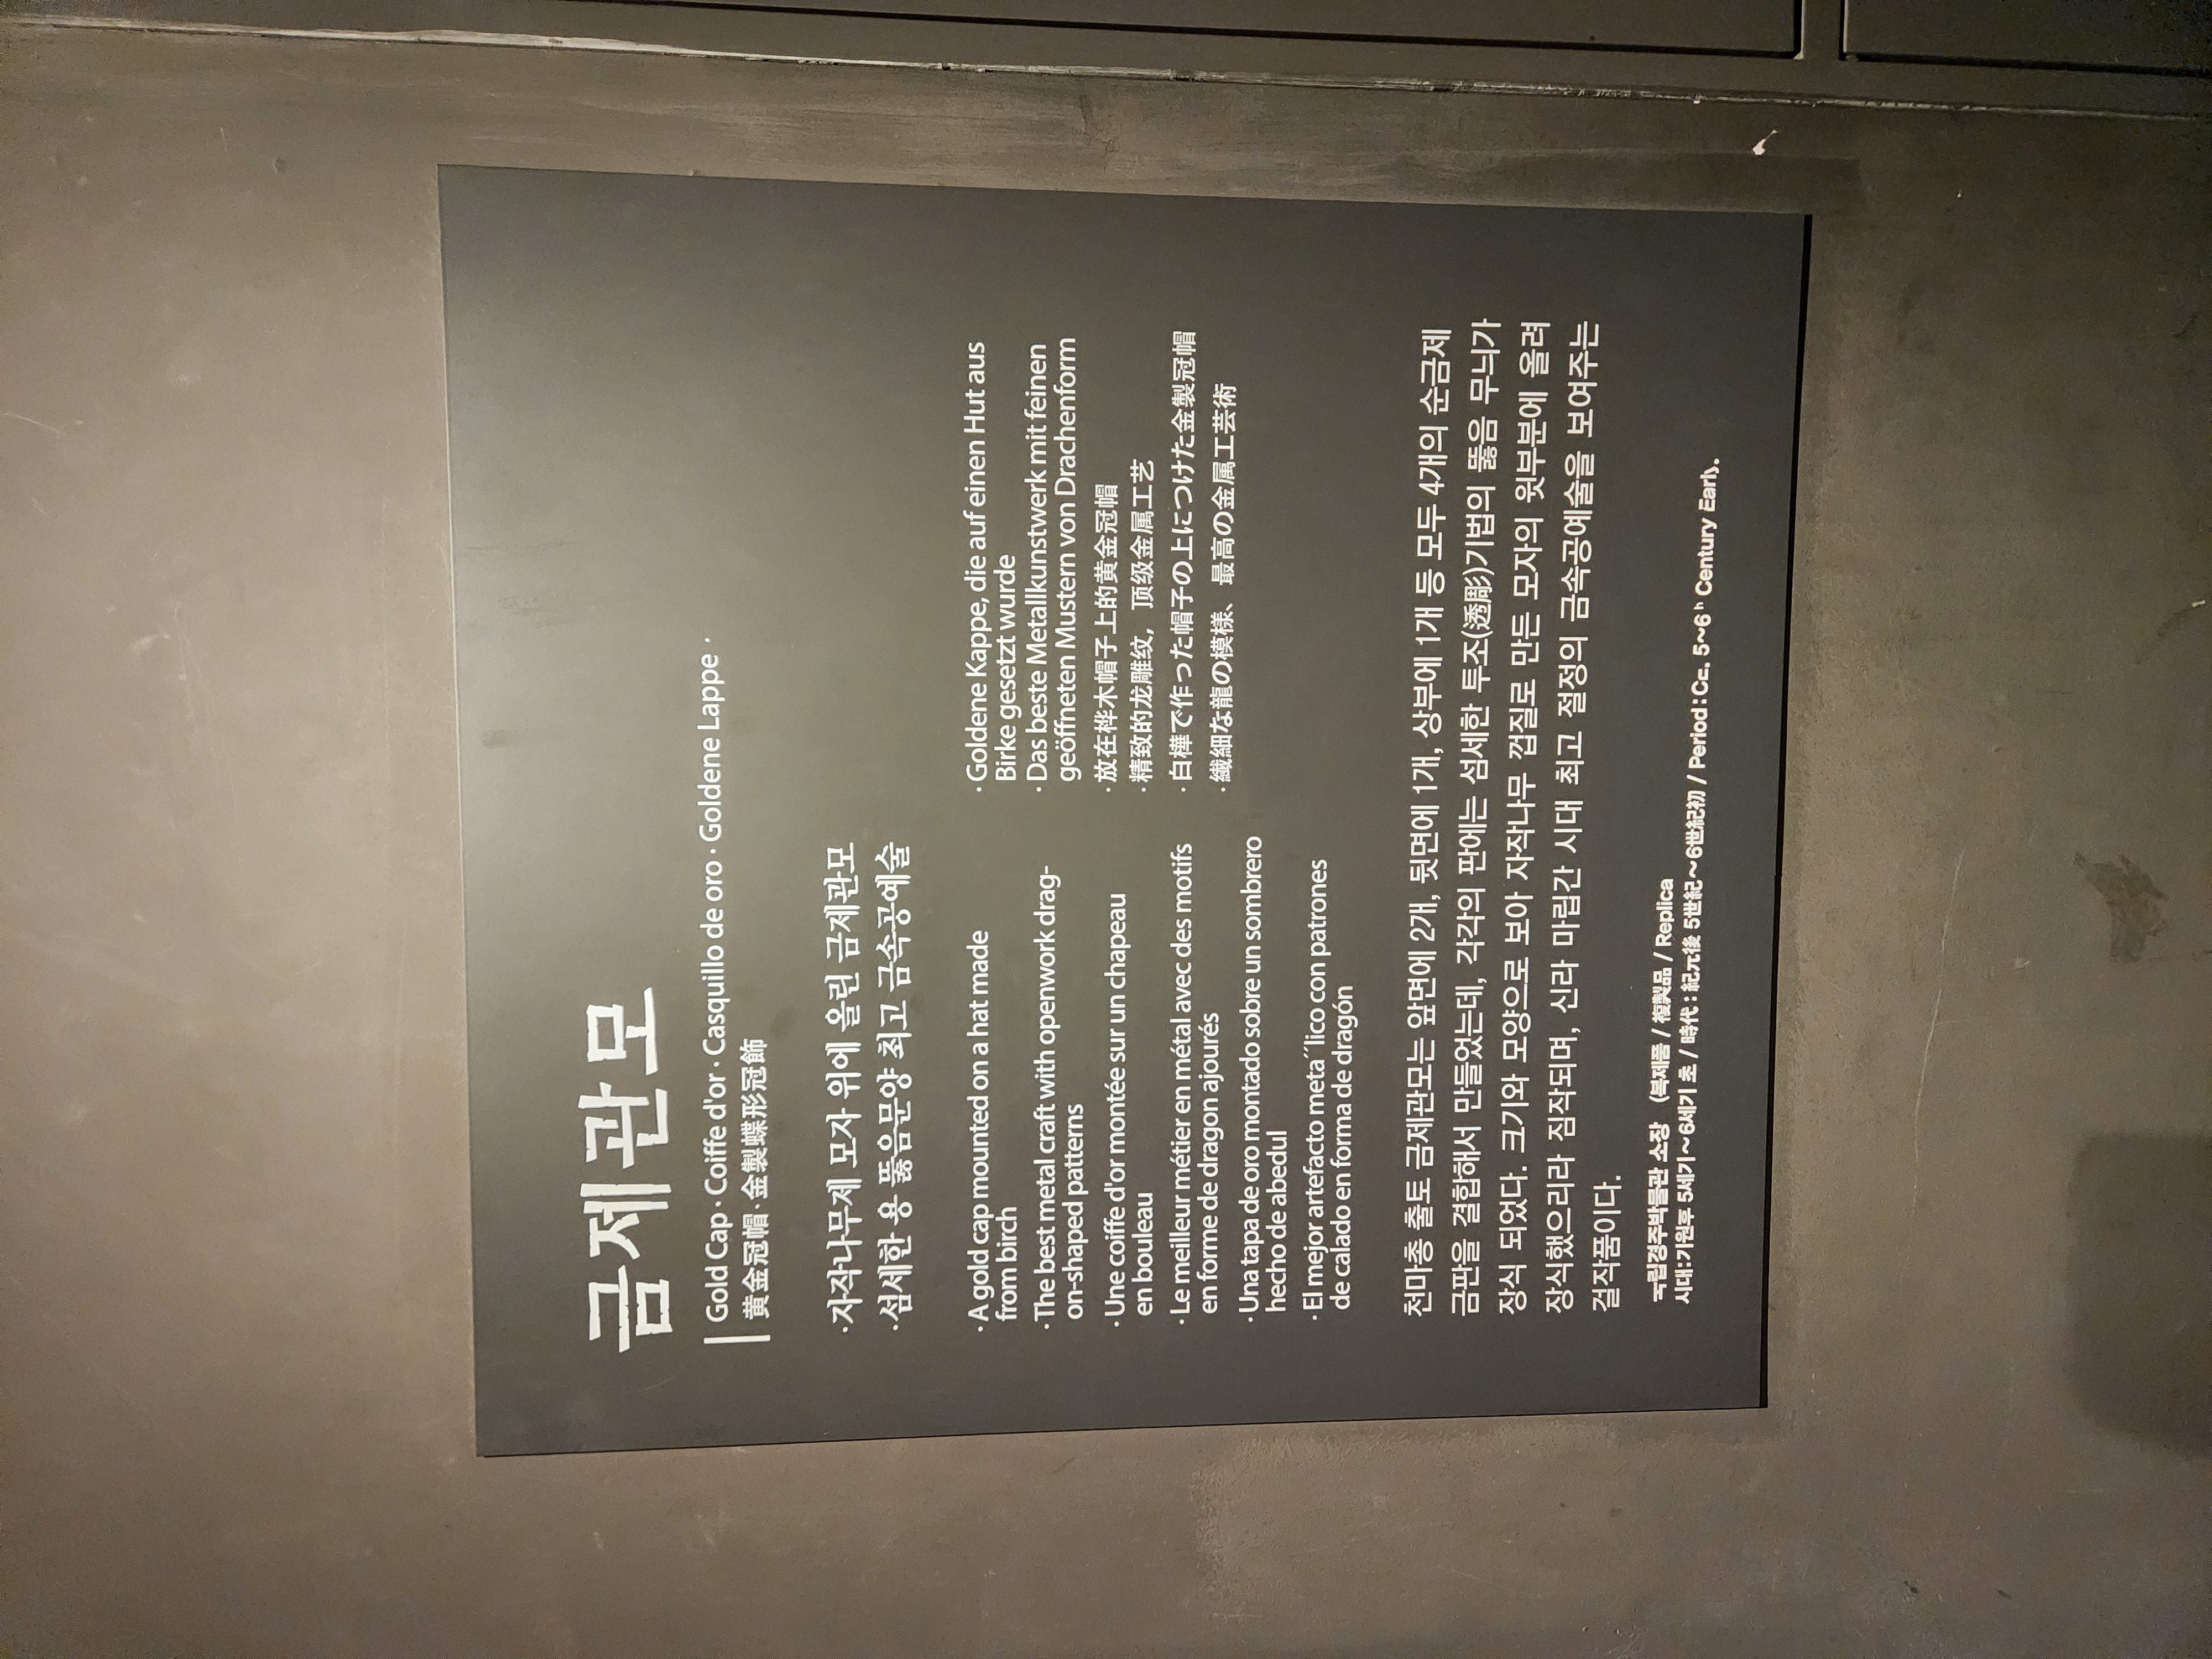 금제관모
Gold Cap · Coiffe d'or · Casquillo de oro · Goldene Lappe ·
黄金冠帽 · 金製蝶形冠飾
·자작나무제 모자 위에 올린 금제관모
·섬세한 용 뚫음문양 최고 금속공예술
· A gold cap mounted on a hat made
from birch
· The best metal craft with openwork drag-
on-shaped patterns
· Une coiffe d'or montée sur un chapeau
en bouleau
· Le meilleur métier en métal avec des motifs
en forme de dragon ajourés
· Una tapa de oro montado sobre un sombrero
hecho de abedul
· El mejor artefacto meta´´lico con patrones
de calado en forma de dragón
· Goldene Kappe, die auf einen Hut aus
Birke gesetzt wurde
· Das beste Metallkunstwerk mit feinen
geöffneten Mustern von Drachenform
· 放在桦木帽子上的黄金冠帽
· 精致的龙雕纹，顶级金属工艺
· 白樺で作った帽子の上につけた金製冠帽
· 繊細な龍の模様、最高の金属工芸術
천마총 출토 금제관모는 앞면에 2개, 뒷면에 1개, 상부에 1개 등 모두 4개의 순금제
금판을 결합해서 만들었는데, 각각의 판에는 섬세한 투조(透彫)기법의 뚫음 무늬가
장식 되었다. 크기와 모양으로 보아 자작나무 껍질로 만든 모자의 윗부분에 올려
장식했으리라 짐작되며, 신라 마립간 시대 최고 절정의 금속공예술을 보여주는
걸작품이다.
국립경주박물관 소장 (복제품 / 複製品 / Replica
시대:기원후 5세기~6세기 초 / 時代 : 紀元後 5世紀~6世紀初 / Period : Ce. 5~6ʰ Century Early.